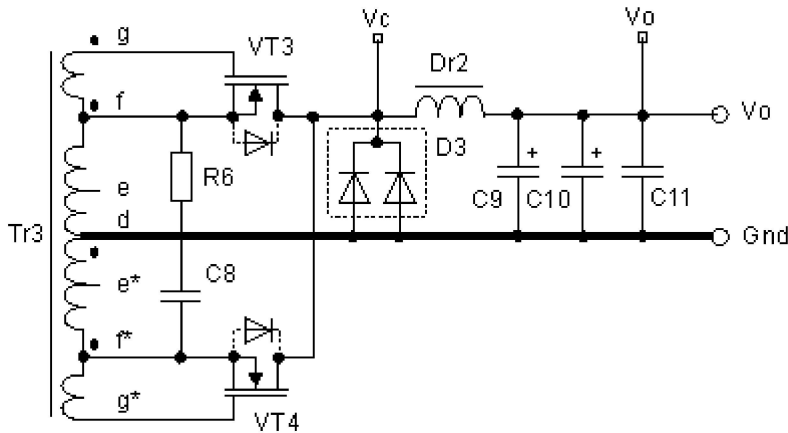 g
VT3
Vc
Vo
f
Dr2
Vo
R6
D3
+
+
e
C9
C10
C11
d
Tr3
Gnd
C8
e*
f*
g*
VT4